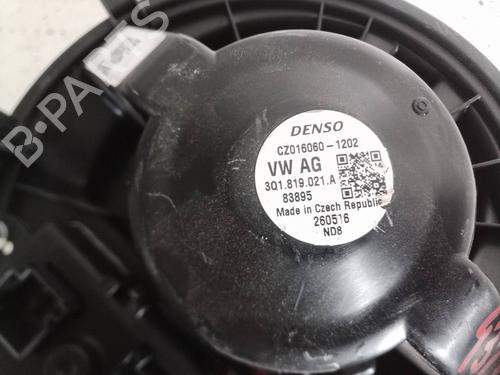 B-PARTS
DENSO
CZ016060-1202
VW AG
3Q1.819.021.A
83895
Made in Czech Republic
260516
ND8